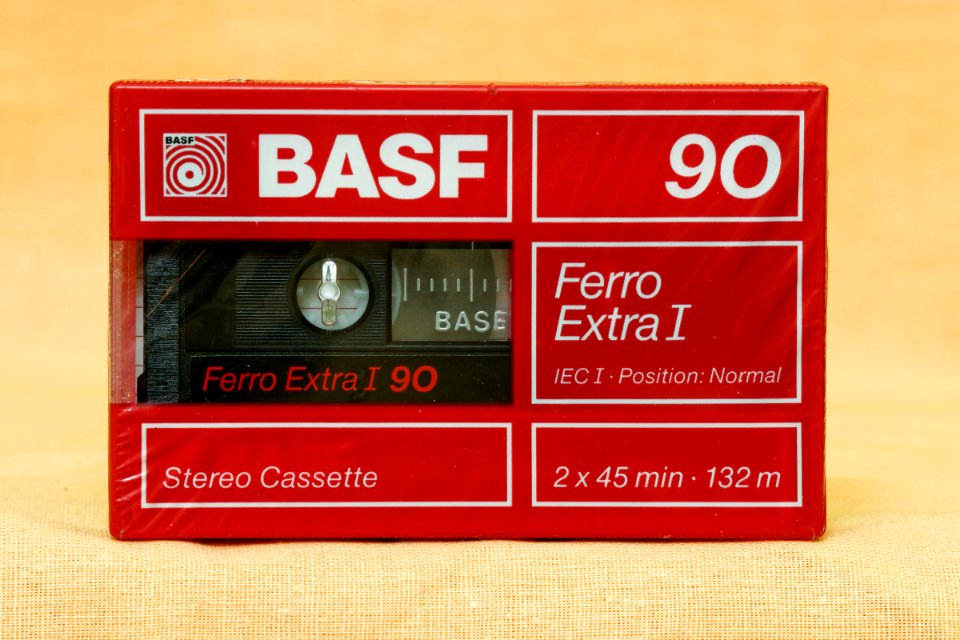 BASF
BASF
90
BASF
Ferro Extra I 90
Ferro
Extra I
IEC I · Position: Normal
Stereo Cassette
2 x 45 min · 132 m